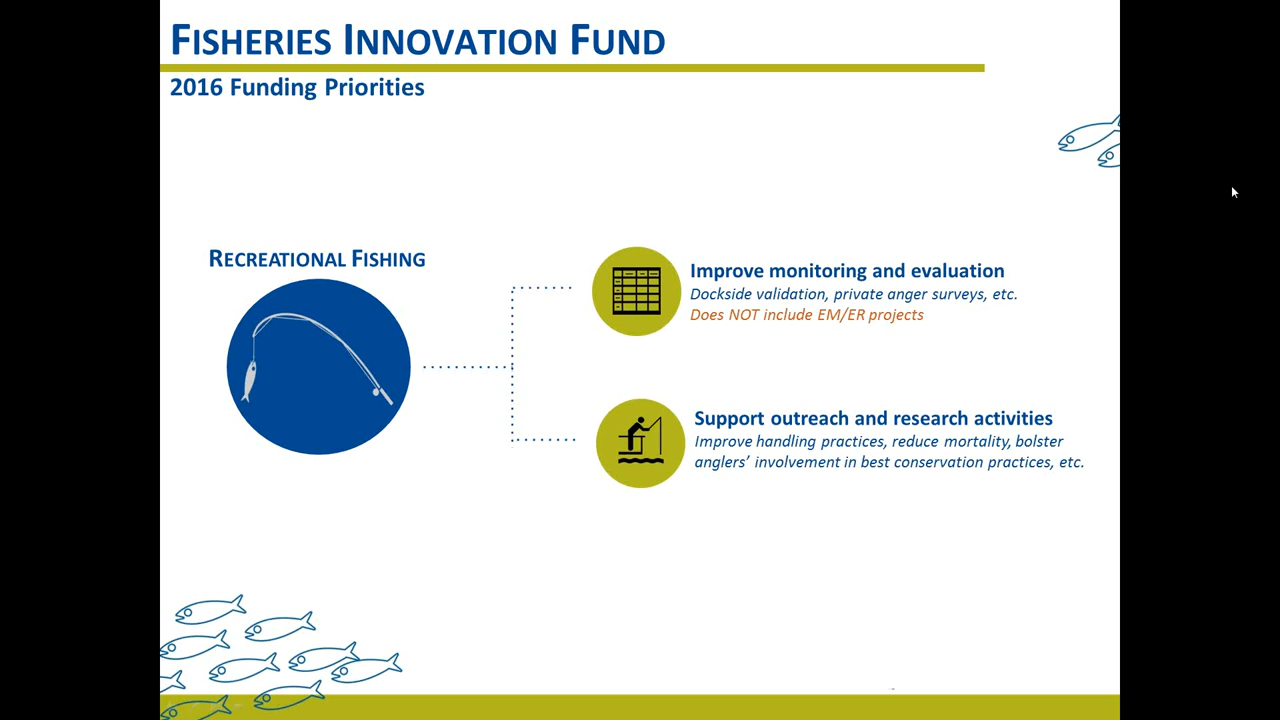 FISHERIES INNOVATION FUND
2016 Funding Priorities
RECREATIONAL FISHING
Improve monitoring and evaluation
Dockside validation, private anger surveys, etc.
Does NOT include EM/ER projects
Support outreach and research activities
Improve handling practices, reduce mortality, bolster
anglers’ involvement in best conservation practices, etc.